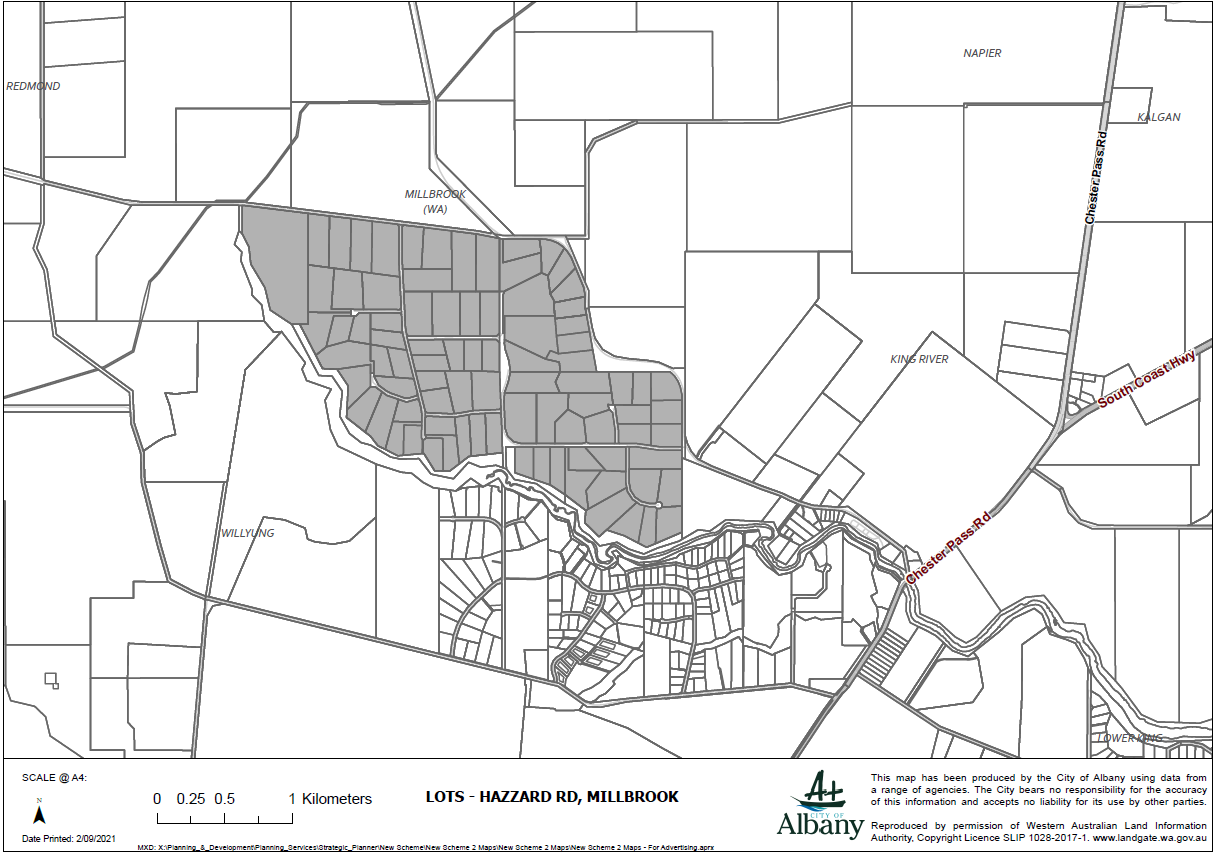 NAPIER
REDMOND
KALGAN
Chester Pass Rd
MILLBROOK
(WA)
KING RIVER
South Coast Hwy
WILLYUNG
Chester Pass Rd
LOWER KING
SCALE @ A4:
N
0 0.25 0.5 1 Kilometers
Date Printed: 2/09/2021
LOTS - HAZZARD RD, MILLBROOK
MXD: X:\Planning_&_Development\Planning_Services\Strategic_Planner\New Scheme\New Scheme 2 Maps\New Scheme 2 Maps\New Scheme 2 Maps - For Advertising.aprx
CITY OF
Albany
This map has been produced by the City of Albany using data from
a range of agencies. The City bears no responsibility for the accuracy
of this information and accepts no liability for its use by other parties.
Reproduced by permission of Western Australian Land Information
Authority, Copyright Licence SLIP 1028-2017-1. www.landgate.wa.gov.au